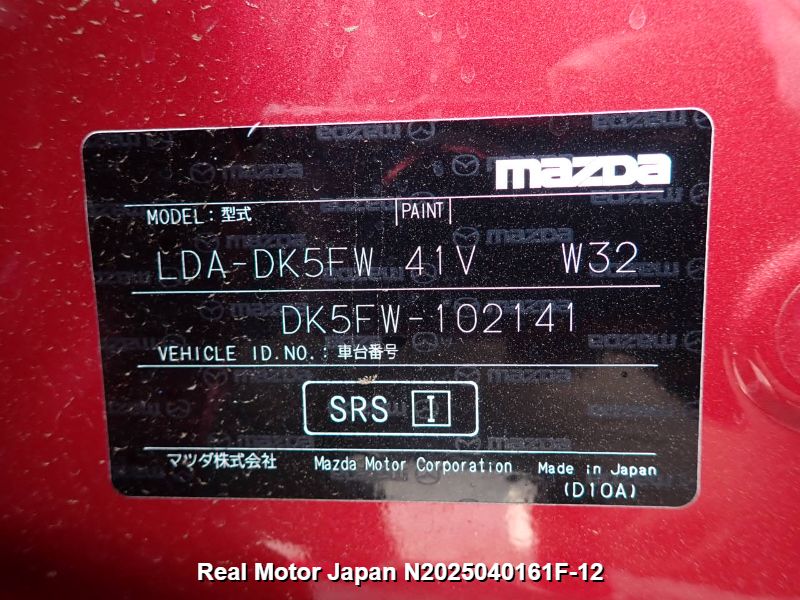 mazda
MODEL: 型式 PAINT
LDA-DK5FW 41V W32
DK5FW-102141
VEHICLE ID.NO.: 車台番号
SRS I
マツダ株式会社 Mazda Motor Corporation Made in Japan
(D10A)
Real Motor Japan N2025040161F-12